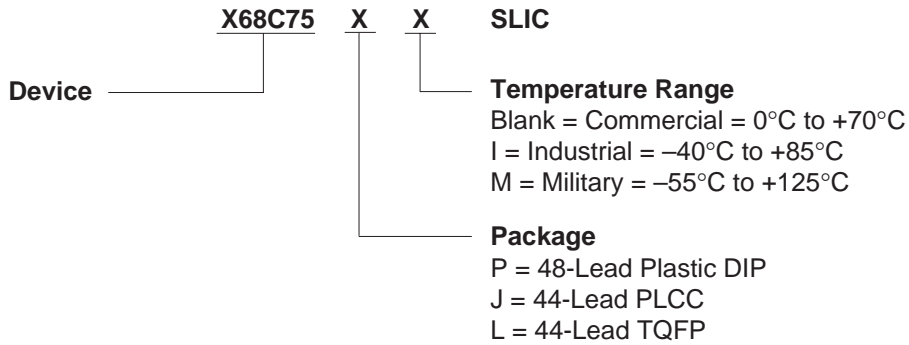 X68C75 X X SLIC
Device
Temperature Range
Blank = Commercial = 0°C to +70°C
I = Industrial = –40°C to +85°C
M = Military = –55°C to +125°C
Package
P = 48-Lead Plastic DIP
J = 44-Lead PLCC
L = 44-Lead TQFP